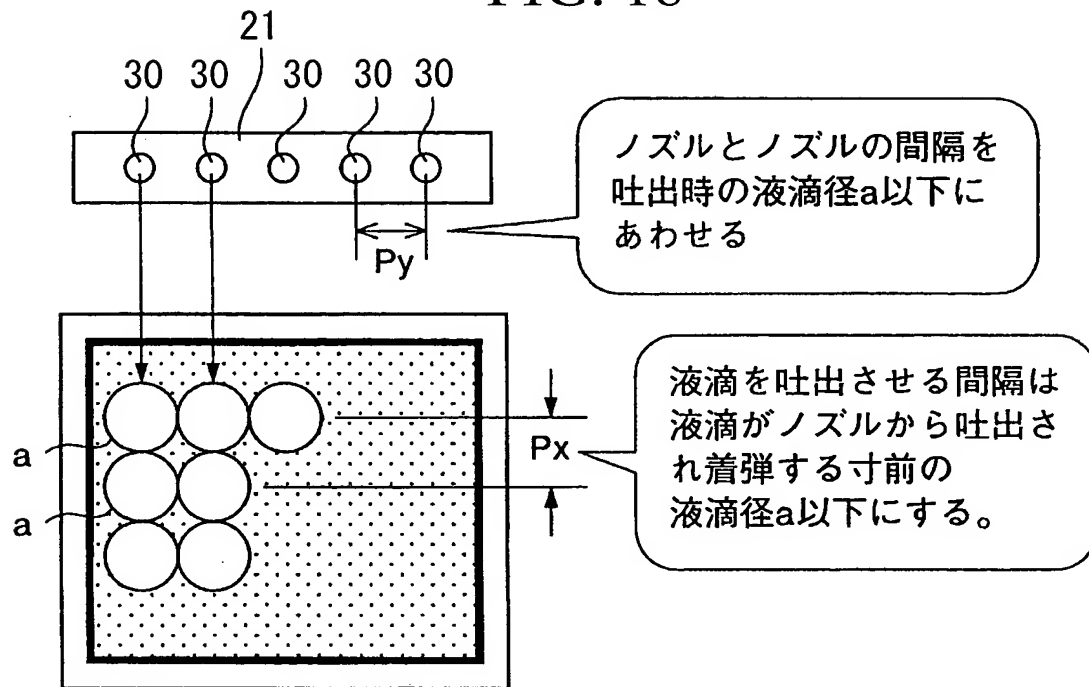 21
30 30 30 30 30
ノズルとノズルの間隔を
吐出時の液滴径a以下に
あわせる
Py
液滴を吐出させる間隔は
液滴がノズルから吐出さ
れ着弾する寸前の
液滴径a以下にする。
Px
a
a